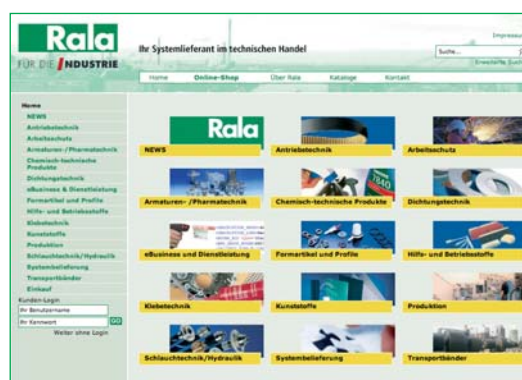 Rala
FÜR DIE INDUSTRIE
Ihr Systemlieferant im technischen Handel
Suche...
Home Online-Shop Über Rala Kataloge Kontakt
Home
NEWS
Antriebstechnik
Arbeitsschutz
Armaturen-/Pharmatechnik
Chemisch-technische
Produkte
Dichtungstechnik
eBusiness & Dienstleistung
Formartikel und Profile
Hilfs- und Betriebsstoffe
Klebetechnik
Kunststoffe
Produktion
Schlauchtechnik/Hydraulik
Systembelieferung
Transportbänder
Einkauf
Kunden-Login
Ihr Benutzername
Ihr Kennwort GO
Weiter ohne Login
Rala
NEWS Antriebstechnik Arbeitsschutz
7840
Armaturen- /Pharmatechnik Chemisch-technische Produkte Dichtungstechnik
eBusiness und Dienstleistung Formartikel und Profile Hilfs- und Betriebsstoffe
Klebetechnik Kunststoffe Produktion
Schlauchtechnik/Hydraulik Systembelieferung Transportbänder